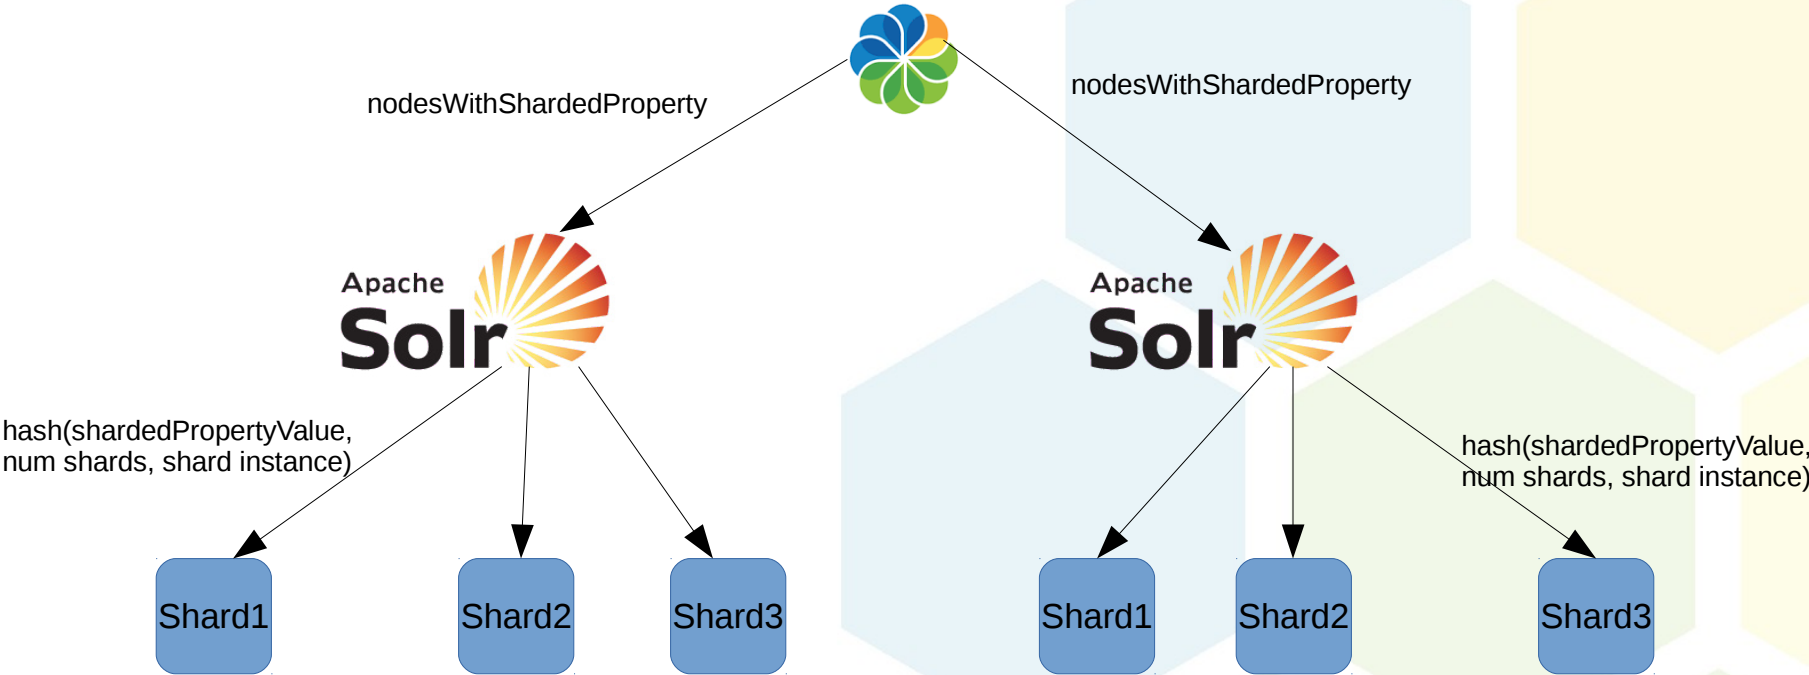 nodesWithShardedProperty
nodesWithShardedProperty
Apache
Solr
Apache
Solr
hash(shardedPropertyValue,
num shards, shard instance)
hash(shardedPropertyValue,
num shards, shard instance)
Shard1
Shard2
Shard3
Shard1
Shard2
Shard3